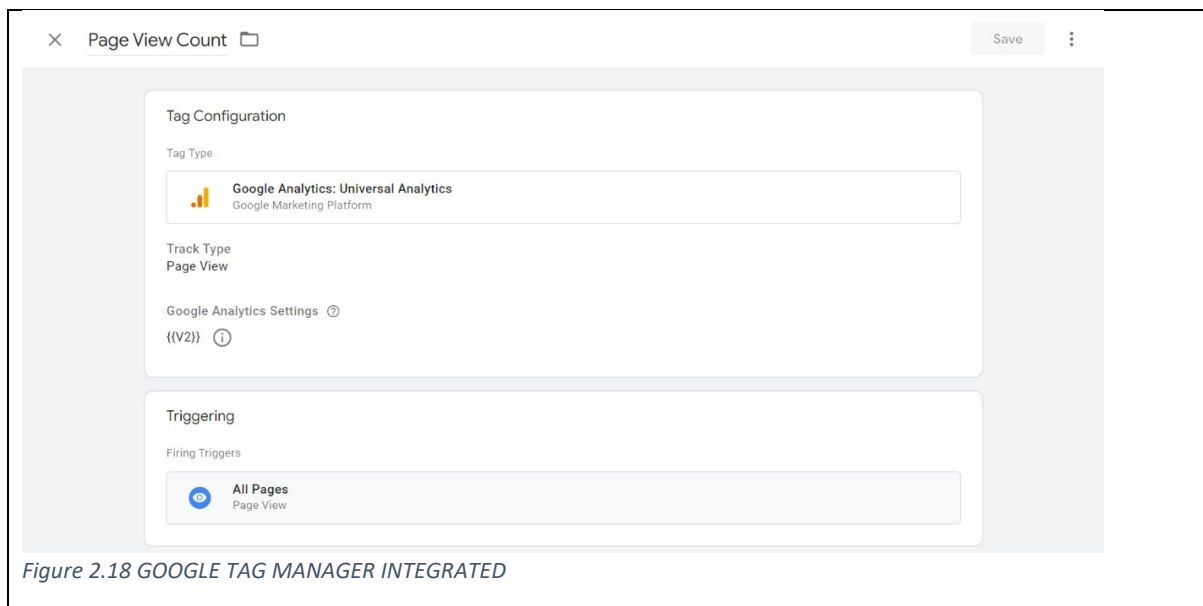 Page View Count
Save
Tag Configuration
Tag Type
Google Analytics: Universal Analytics
Google Marketing Platform
Track Type
Page View
Google Analytics Settings
{{V2}}
Triggering
Firing Triggers
All Pages
Page View
Figure 2.18 GOOGLE TAG MANAGER INTEGRATED